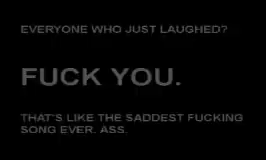 EVERYONE WHO JUST LAUGHED?
FUCK YOU.
THAT'S LIKE THE SADDEST FUCKING
SONG EVER. ASS.